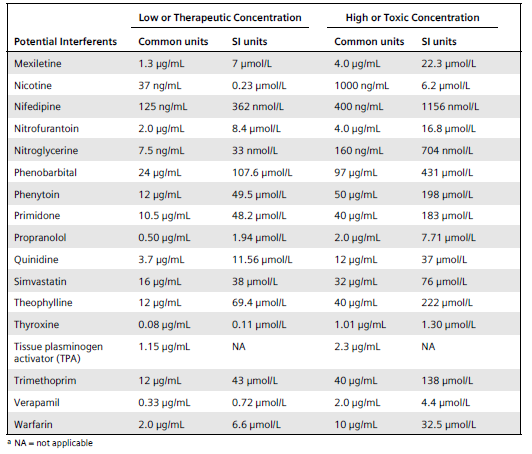 Low or Therapeutic Concentration High or Toxic Concentration
Potential Interferents Common units SI units Common units SI units
Mexiletine 1.3 µg/mL 7 µmol/L 4.0 µg/mL 22.3 µmol/L
Nicotine 37 ng/mL 0.23 µmol/L 1000 ng/mL 6.2 µmol/L
Nifedipine 125 ng/mL 362 nmol/L 400 ng/mL 1156 nmol/L
Nitrofurantoin 2.0 µg/mL 8.4 µmol/L 4.0 µg/mL 16.8 µmol/L
Nitroglycerine 7.5 ng/mL 33 nmol/L 160 ng/mL 704 nmol/L
Phenobarbital 24 µg/mL 107.6 µmol/L 97 µg/mL 431 µmol/L
Phenytoin 12 µg/mL 49.5 µmol/L 50 µg/mL 198 µmol/L
Primidone 10.5 µg/mL 48.2 µmol/L 40 µg/mL 183 µmol/L
Propranolol 0.50 µg/mL 1.94 µmol/L 2.0 µg/mL 7.71 µmol/L
Quinidine 3.7 µg/mL 11.56 µmol/L 12 µg/mL 37 µmol/L
Simvastatin 16 µg/mL 38 µmol/L 32 µg/mL 76 µmol/L
Theophylline 12 µg/mL 69.4 µmol/L 40 µg/mL 222 µmol/L
Thyroxine 0.08 µg/mL 0.11 µmol/L 1.01 µg/mL 1.30 µmol/L
Tissue plasminogen 1.15 µg/mL NA 2.3 µg/mL NA
activator (TPA)
Trimethoprim 12 µg/mL 43 µmol/L 40 µg/mL 138 µmol/L
Verapamil 0.33 µg/mL 0.72 µmol/L 2.0 µg/mL 4.4 µmol/L
Warfarin 2.0 µg/mL 6.6 µmol/L 10 µg/mL 32.5 µmol/L
a NA = not applicable